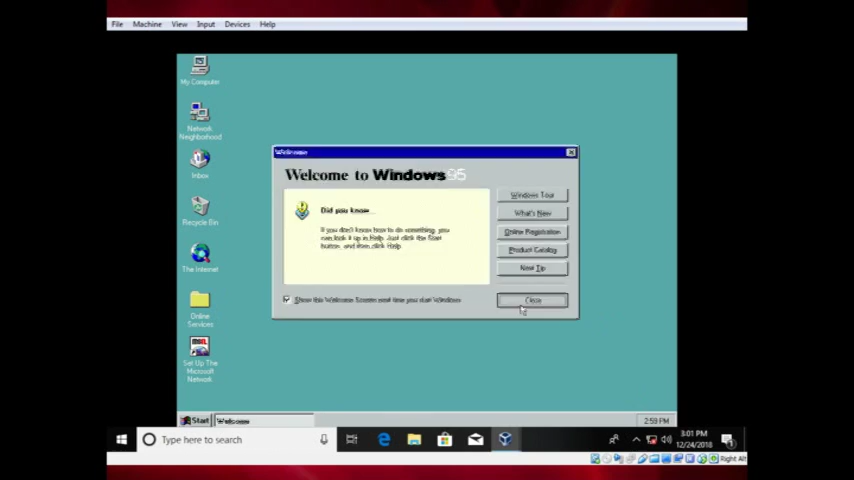 File Machine View Input Devices Help
My Computer
Network
Neighborhood
Inbox
Recycle Bin
The Internet
Online
Services
Set Up The
Microsoft
Network
Welcome
Welcome to Windows 95
Did you know...
If you don't know how to do something, you
can look it up in Help. Just click the Start
button, and then click Help.
Windows Tour
What's New
Online Registration
Product Catalog
Next Tip
Show this Welcome Screen next time you start Windows
Close
Start Welcome 2:59 PM
Type here to search
3:01 PM
12/24/2018
Right Alt